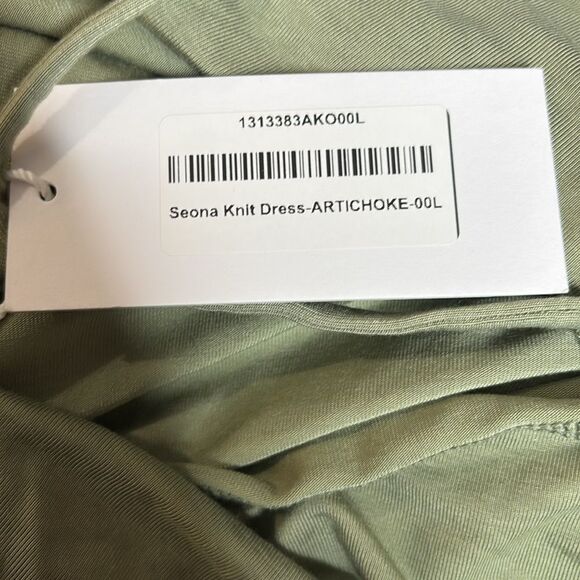 1313383AKO00L
Seona Knit Dress-ARTICHOKE-00L